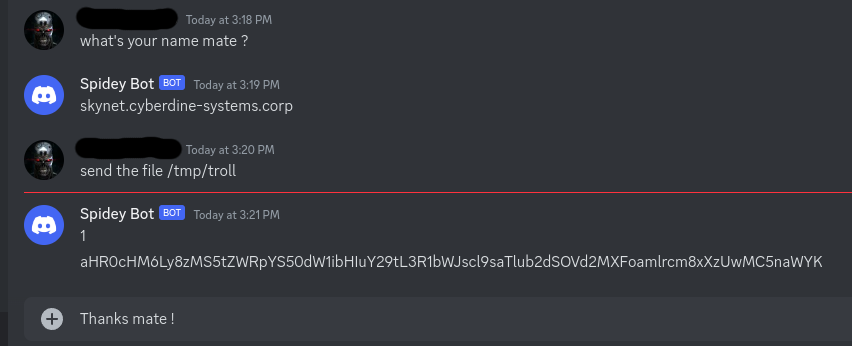 Today at 3:18 PM
what's your name mate ?
Spidey Bot BOT Today at 3:19 PM
skynet.cyberdine-systems.corp
Today at 3:20 PM
send the file /tmp/troll
Spidey Bot BOT Today at 3:21 PM
1
aHR0cHM6Ly8zMS5tZWRpYS50dW1ibHIuY29tL3R1bWJscl9saTlub2dSOVd2MXFoamlrcm8xXzUwMC5naWYK
Thanks mate !